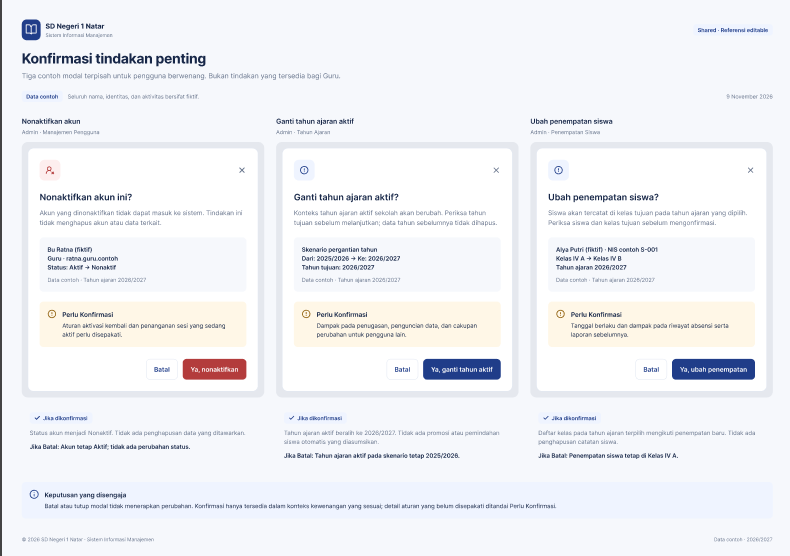 SD Negeri 1 Natar
Sistem Informasi Manajemen
Shared · Referensi editable
Konfirmasi tindakan penting
Tiga contoh modal terpisah untuk pengguna berwenang. Bukan tindakan yang tersedia bagi Guru.
Data contoh
Seluruh nama, identitas, dan aktivitas bersifat fiktif.
9 November 2026
Nonaktifkan akun
Admin · Manajemen Pengguna
Nonaktifkan akun ini?
Akun yang dinonaktifkan tidak dapat masuk ke sistem. Tindakan ini
tidak menghapus akun atau data terkait.
Bu Ratna (fiktif)
Guru · ratna.guru.contoh
Status: Aktif → Nonaktif
Data contoh · Tahun ajaran 2026/2027
Perlu Konfirmasi
Aturan aktivasi kembali dan penanganan sesi yang sedang
aktif perlu disepakati.
Batal
Ya, nonaktifkan
Jika dikonfirmasi
Status akun menjadi Nonaktif. Tidak ada penghapusan data yang ditawarkan.
Jika Batal: Akun tetap Aktif; tidak ada perubahan status.
Ganti tahun ajaran aktif
Admin · Tahun Ajaran
Ganti tahun ajaran aktif?
Konteks tahun ajaran aktif sekolah akan berubah. Periksa tahun
tujuan sebelum melanjutkan; data tahun sebelumnya tidak dihapus.
Skenario pergantian tahun
Dari: 2025/2026 → Ke: 2026/2027
Tahun tujuan: 2026/2027
Data contoh · Tahun ajaran 2026/2027
Perlu Konfirmasi
Dampak pada penugasan, penguncian data, dan cakupan
perubahan untuk pengguna lain.
Batal
Ya, ganti tahun aktif
Jika dikonfirmasi
Tahun ajaran aktif beralih ke 2026/2027. Tidak ada promosi atau pemindahan
siswa otomatis yang diasumsikan.
Jika Batal: Tahun ajaran aktif pada skenario tetap 2025/2026.
Ubah penempatan siswa
Admin · Penempatan Siswa
Ubah penempatan siswa?
Siswa akan tercatat di kelas tujuan pada tahun ajaran yang dipilih.
Periksa siswa dan kelas tujuan sebelum mengonfirmasi.
Alya Putri (fiktif) · NIS contoh S-001
Kelas IV A → Kelas IV B
Tahun ajaran 2026/2027
Data contoh · Tahun ajaran 2026/2027
Perlu Konfirmasi
Tanggal berlaku dan dampak pada riwayat absensi serta
laporan sebelumnya.
Batal
Ya, ubah penempatan
Jika dikonfirmasi
Daftar kelas pada tahun ajaran terpilih mengikuti penempatan baru. Tidak ada
penghapusan catatan siswa.
Jika Batal: Penempatan siswa tetap di Kelas IV A.
Keputusan yang disengaja
Batal atau tutup modal tidak menerapkan perubahan. Konfirmasi hanya tersedia dalam konteks kewenangan yang sesuai; detail aturan yang belum disepakati ditandai Perlu Konfirmasi.
© 2026 SD Negeri 1 Natar · Sistem Informasi Manajemen
Data contoh · 2026/2027